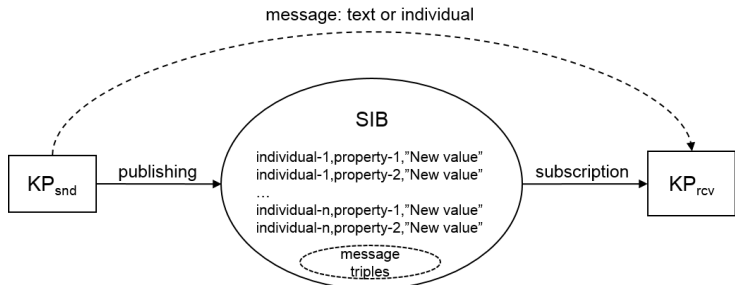 message: text or individual
SIB
individual-1,property-1,”New value”
individual-1,property-2,”New value”
...
individual-n,property-1,”New value”
individual-n,property-2,”New value”
message
triples
KPsnd
publishing
subscription
KPrcv